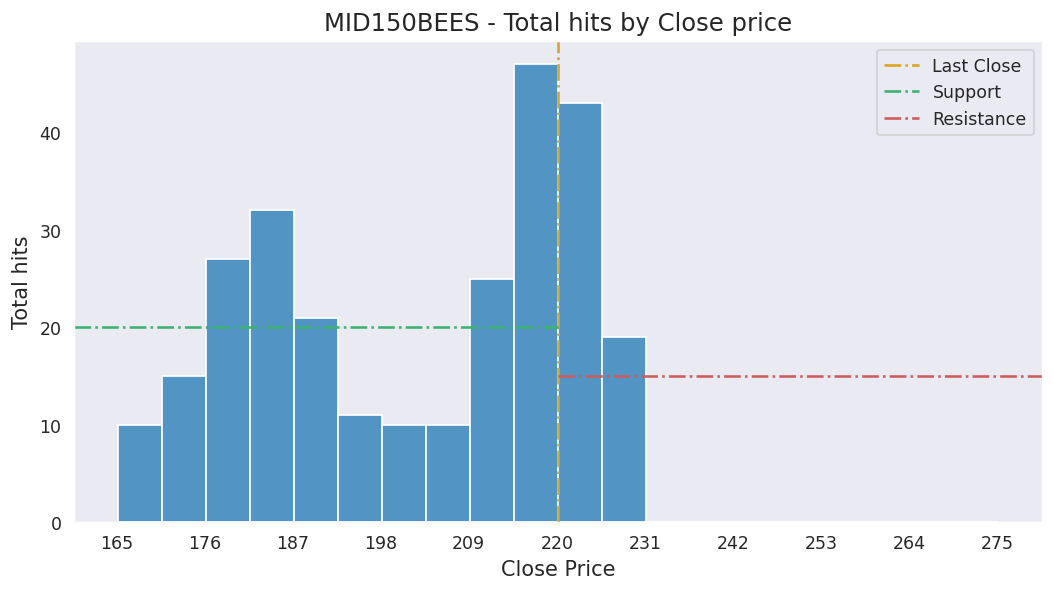 MID150BEES - Total hits by Close price
Last Close
Support
Resistance
Total hits
40
30
20
10
0
165 176 187 198 209 220 231 242 253 264 275
Close Price